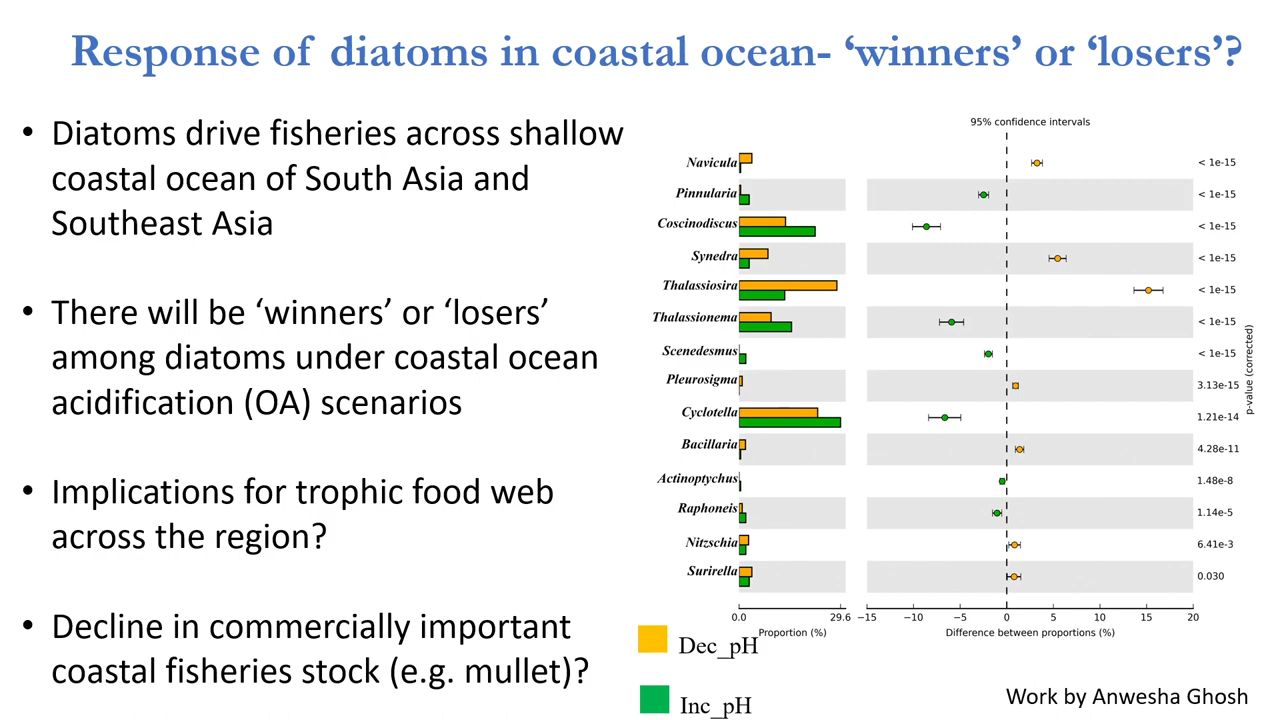 Response of diatoms in coastal ocean- ‘winners’ or ‘losers’?
• Diatoms drive fisheries across shallow
coastal ocean of South Asia and
Southeast Asia
• There will be ‘winners’ or ‘losers’
among diatoms under coastal ocean
acidification (OA) scenarios
• Implications for trophic food web
across the region?
• Decline in commercially important
coastal fisheries stock (e.g. mullet)?
95% confidence intervals
Navicula < 1e-15
Pinnularia < 1e-15
Coscinodiscus < 1e-15
Synedra < 1e-15
Thalassiosira < 1e-15
Thalassionema < 1e-15
Scenedesmus < 1e-15
Pleurosigma 3.13e-15
Cyclotella 1.21e-14
Bacillaria 4.28e-11
Actinoptychus 1.48e-8
Raphoneis 1.14e-5
Nitzschia 6.41e-3
Surirella 0.030
p-value (corrected)
0.0 29.6 −15 −10 −5 0 5 10 15 20
Proportion (%) Difference between proportions (%)
Dec_pH
Inc_pH
Work by Anwesha Ghosh